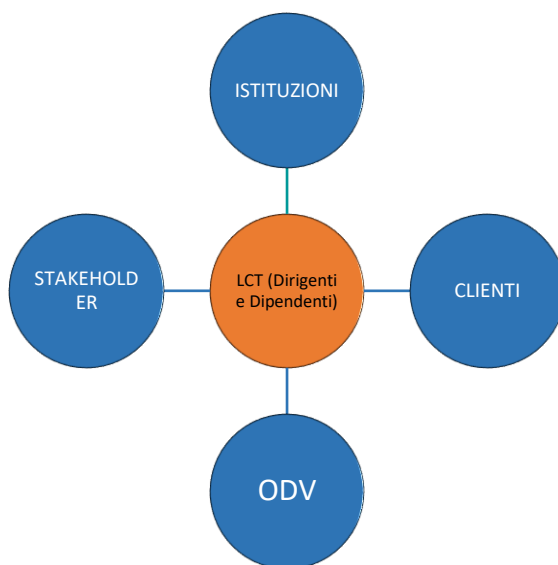 ISTITUZIONI
STAKEHOLD
ER
LCT (Dirigenti
e Dipendenti)
CLIENTI
ODV